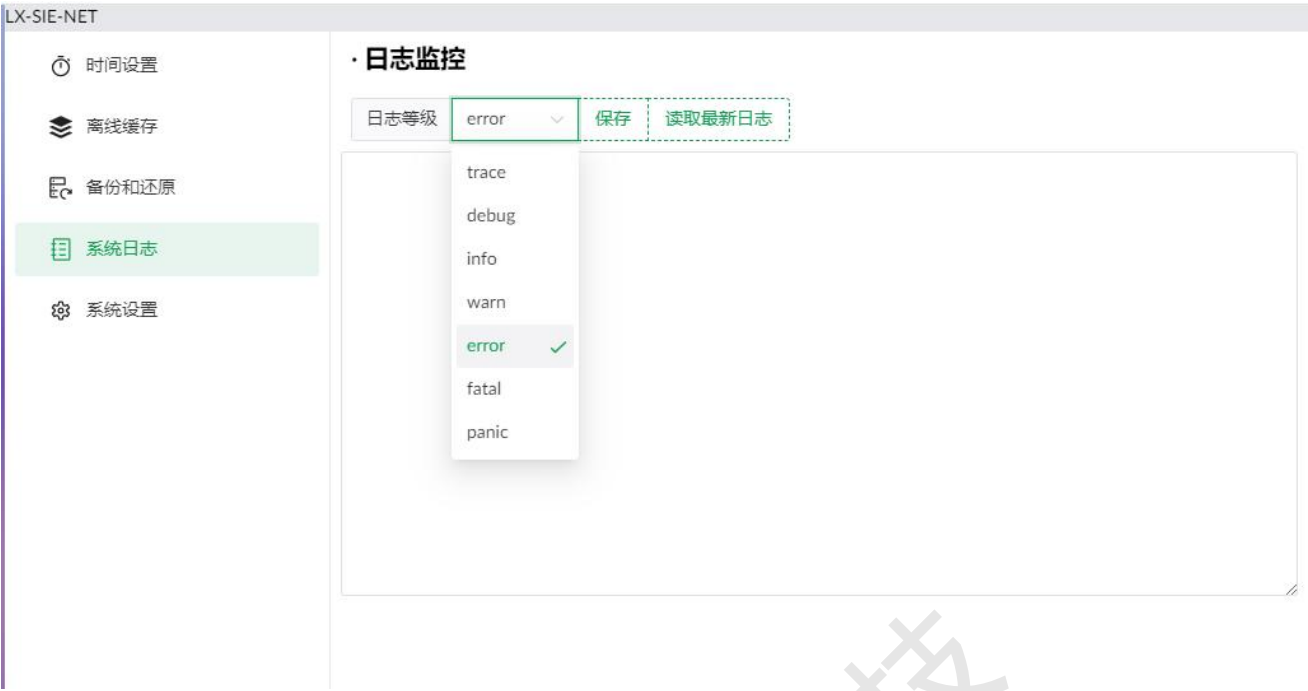 LX-SIE-NET
时间设置
离线缓存
备份和还原
系统日志
系统设置
· 日志监控
日志等级 error 保存 读取最新日志
trace
debug
info
warn
error
fatal
panic
技